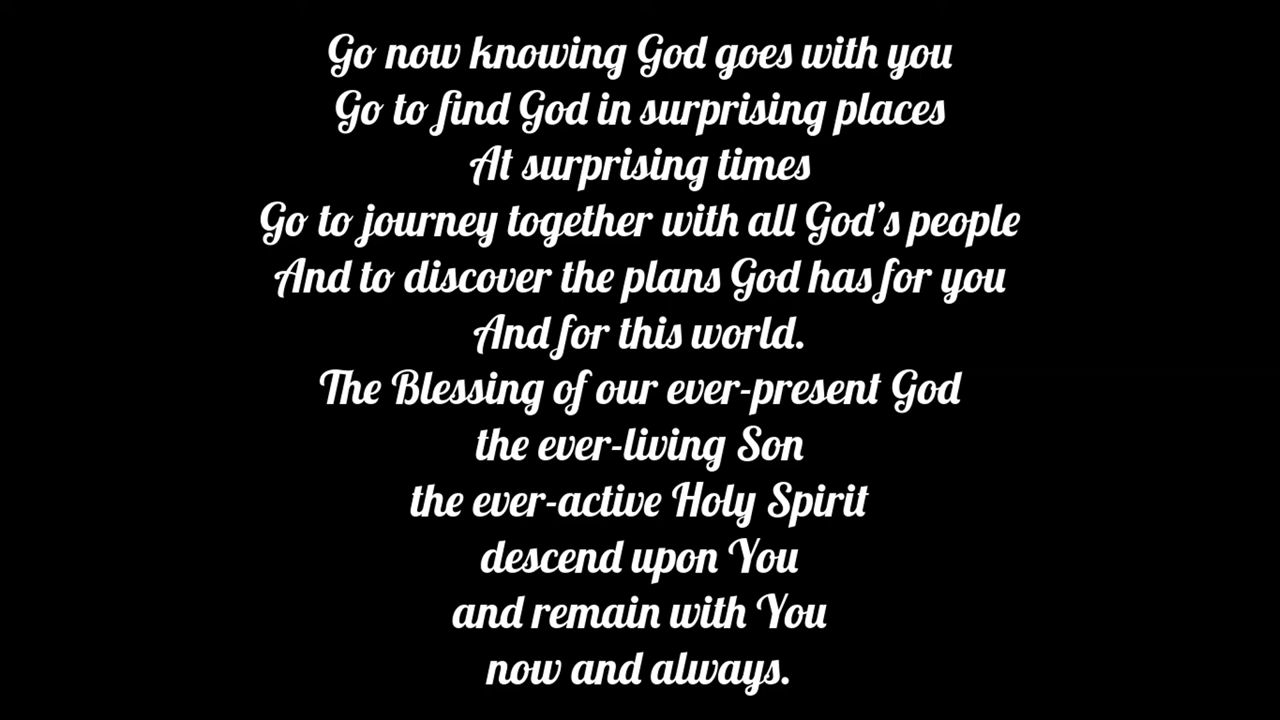 Go now knowing God goes with you
Go to find God in surprising places
At surprising times
Go to journey together with all God’s people
And to discover the plans God has for you
And for this world.
The Blessing of our ever-present God
the ever-living Son
the ever-active Holy Spirit
descend upon You
and remain with You
now and always.